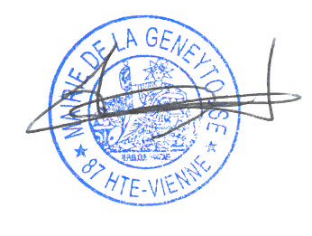 MAIRIE DE LA GENEYTOUSE
★ 87 HTE-VIENNE ★